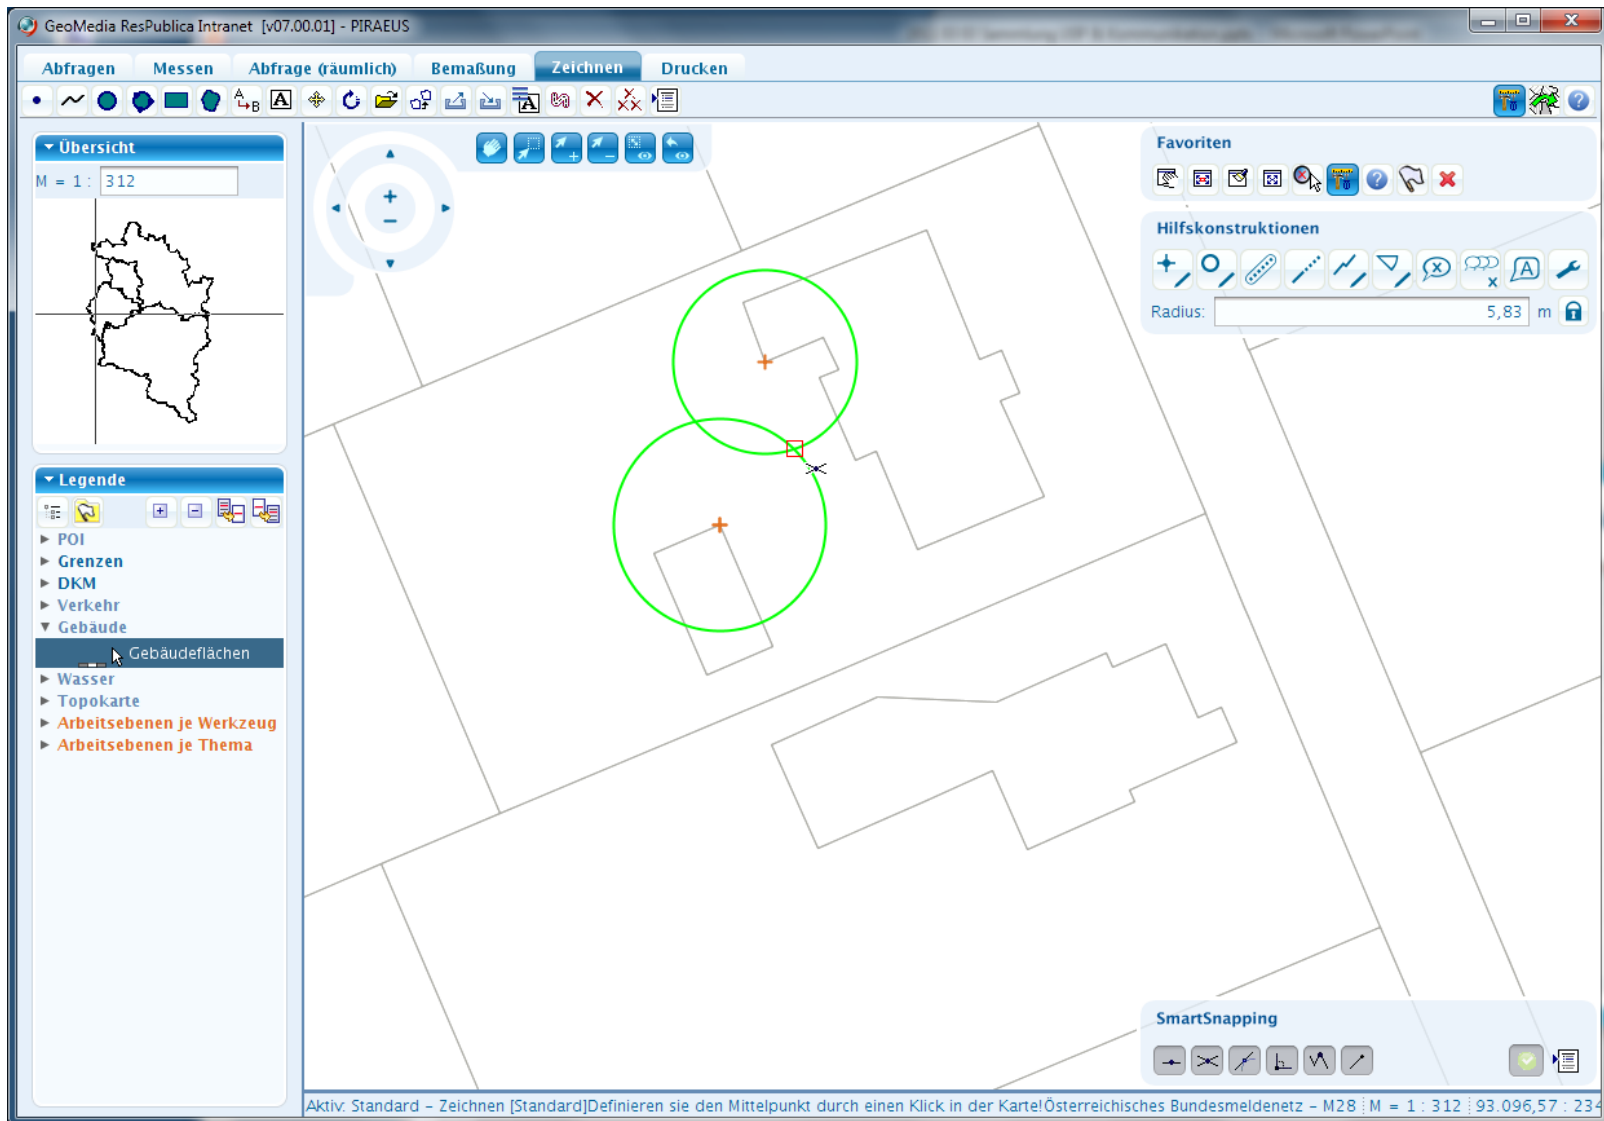 GeoMedia ResPublica Intranet [v07.00.01] - PIRAEUS
Abfragen Messen Abfrage (räumlich) Bemaßung Zeichnen Drucken
Übersicht
M = 1 : 312
Legende
POI
Grenzen
DKM
Verkehr
Gebäude
Gebäudeflächen
Wasser
Topokarte
Arbeitsebenen je Werkzeug
Arbeitsebenen je Thema
Favoriten
Hilfskonstruktionen
Radius: 5,83 m
SmartSnapping
Aktiv: Standard - Zeichnen [Standard]Definieren sie den Mittelpunkt durch einen Klick in der Karte!Österreichisches Bundesmeldenetz - M28 M = 1 : 312 93.096,57 : 234